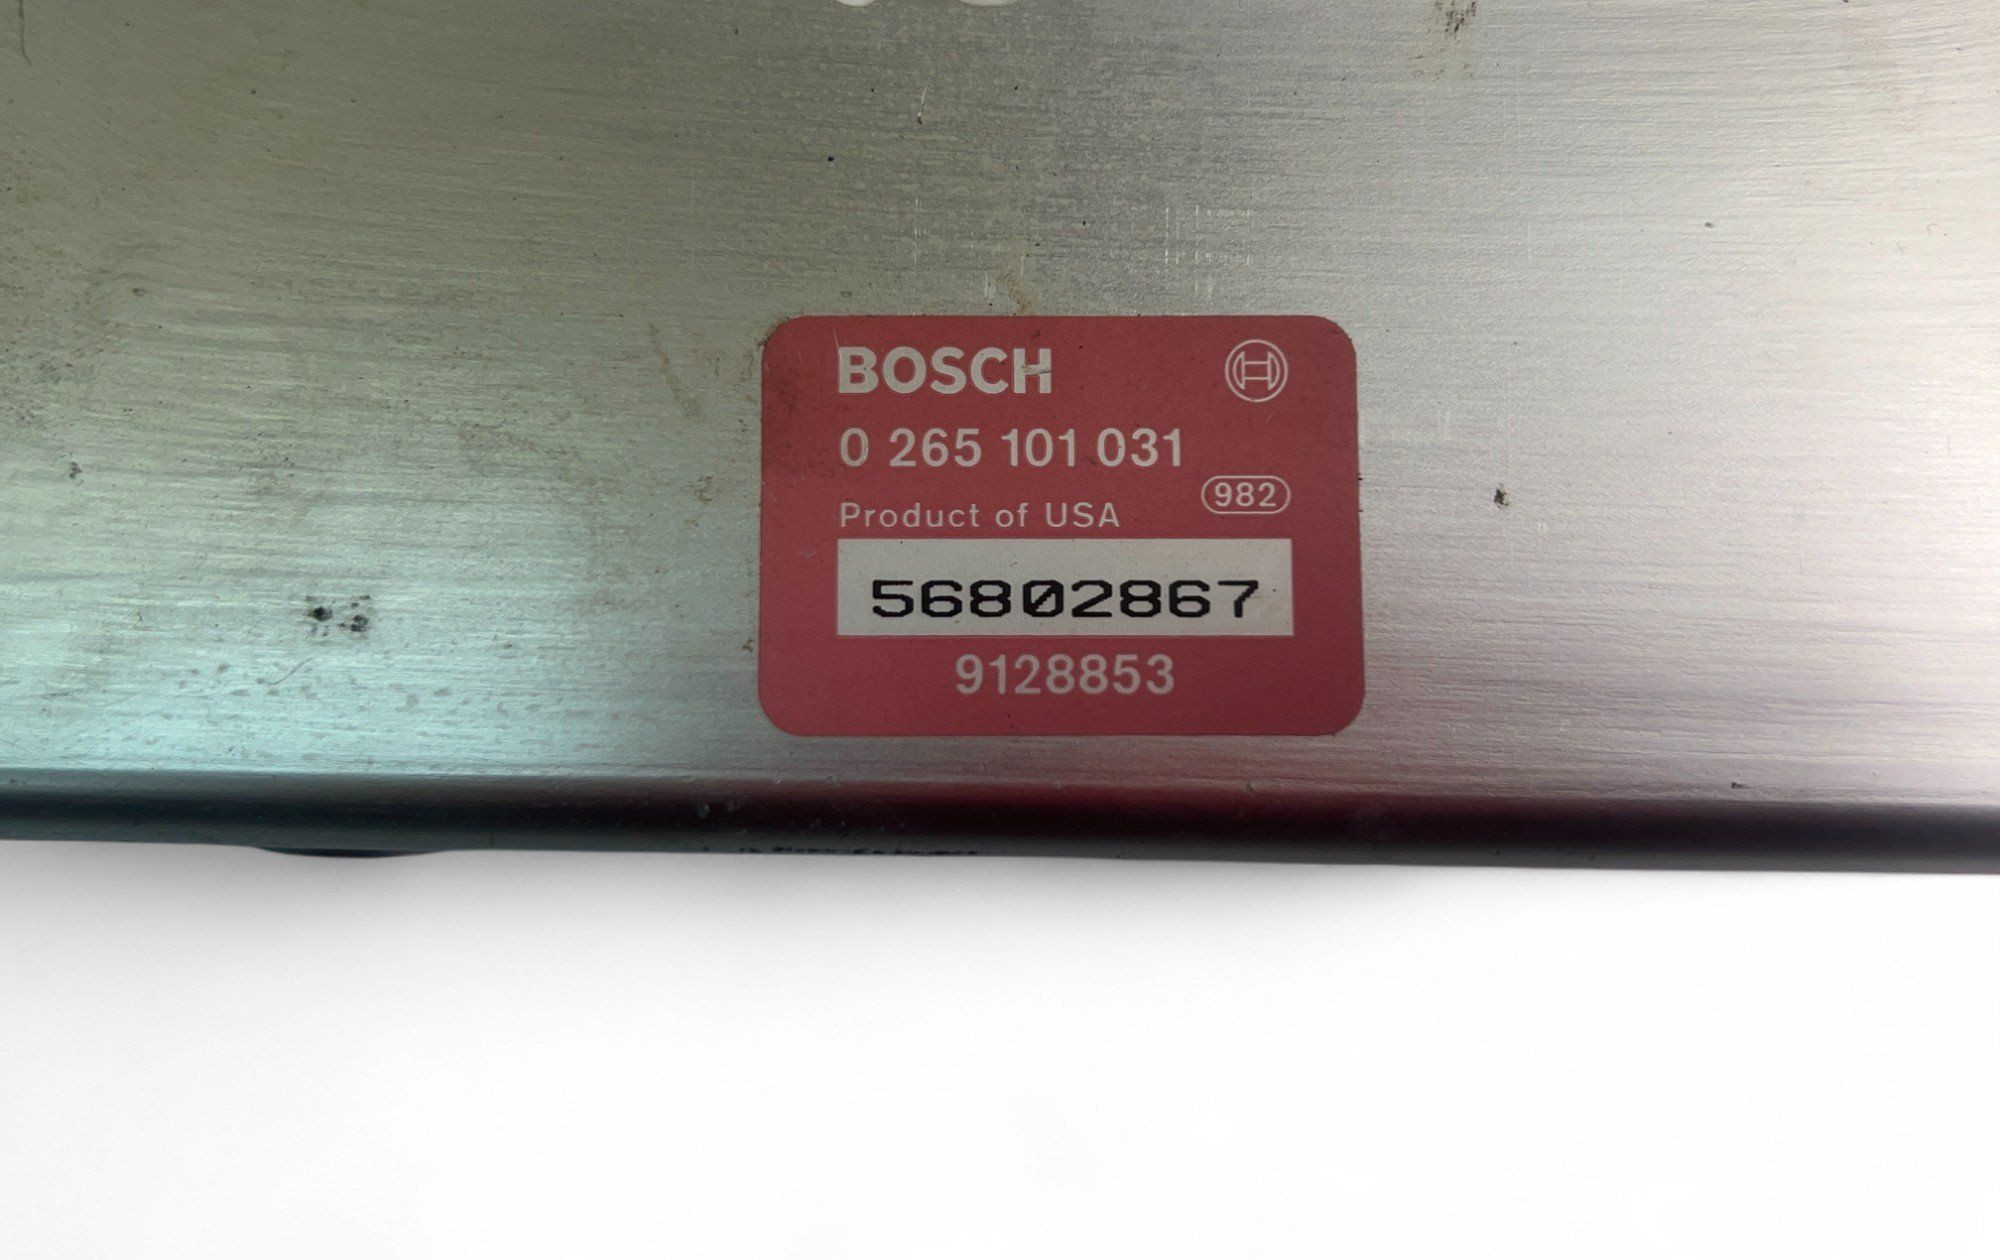 BOSCH
0 265 101 031
Product of USA 982
56802867
9128853